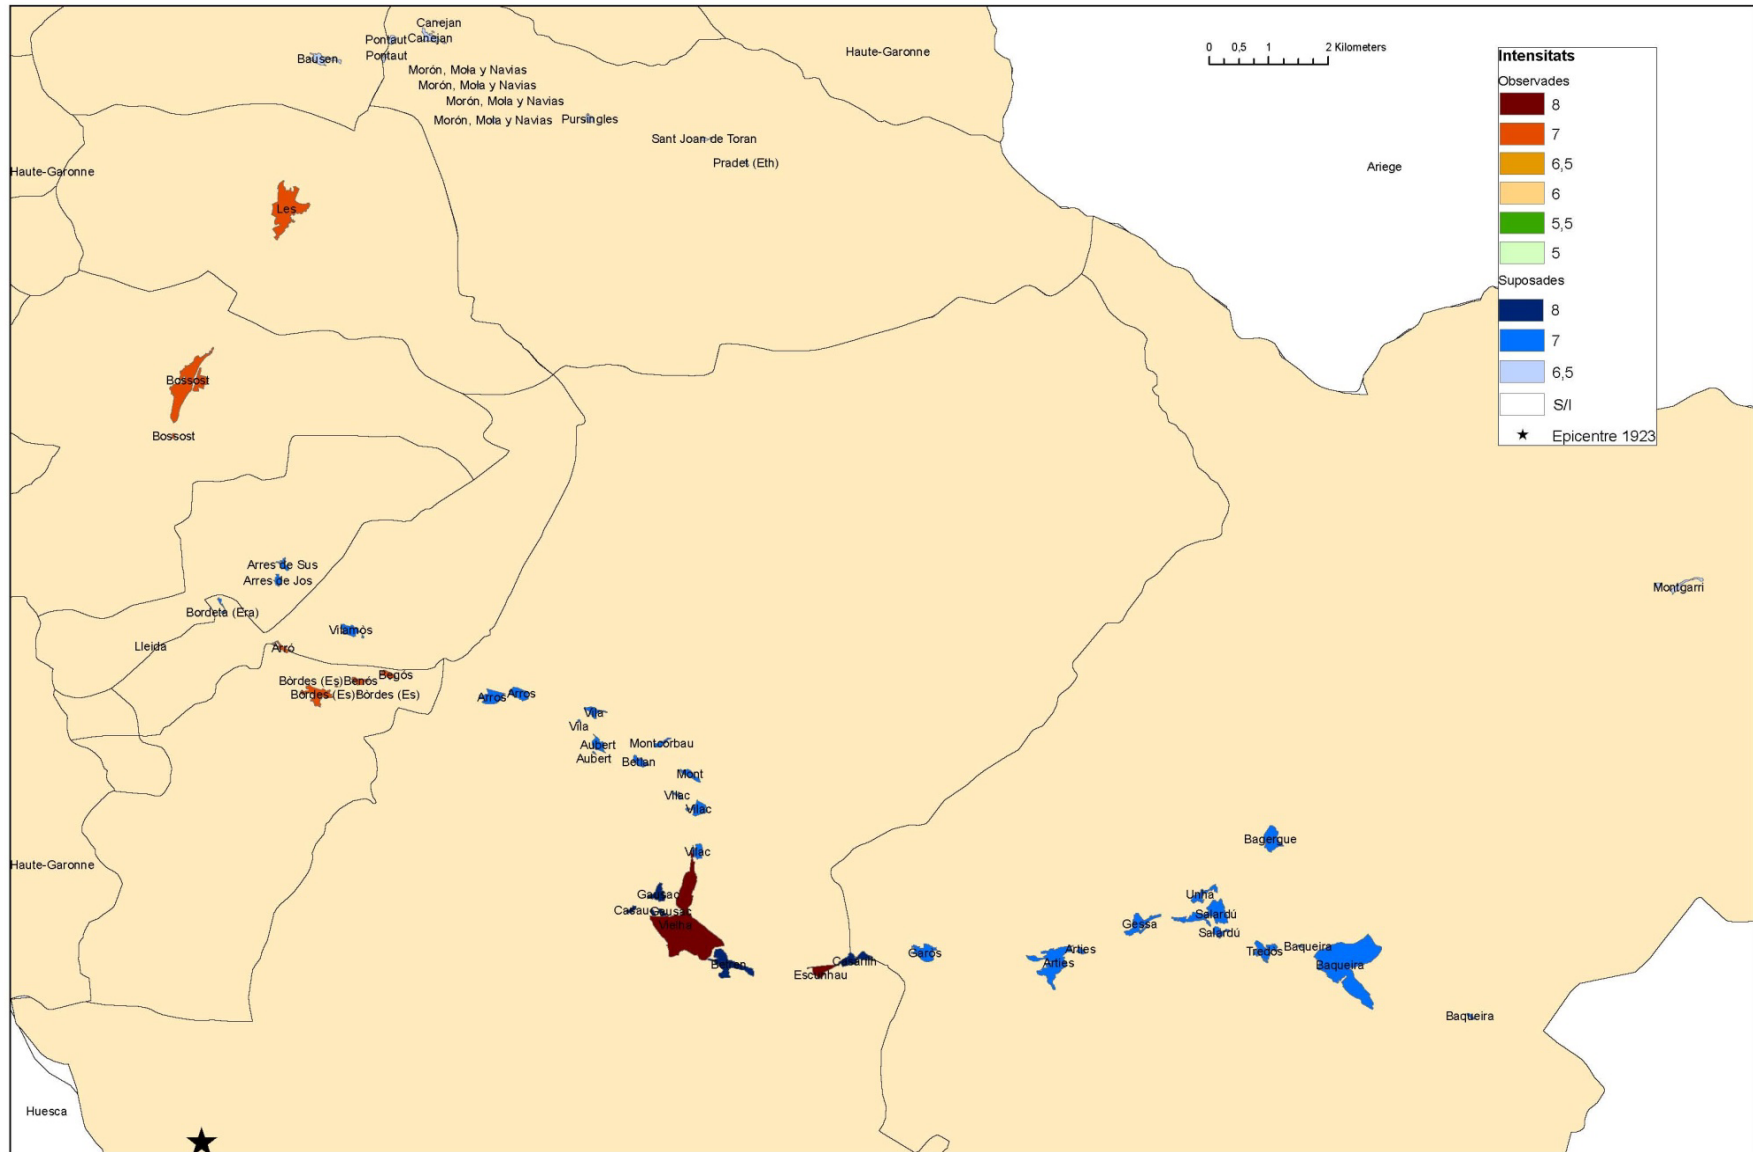 Canejan
Pontaut
Canejan
Haute-Garonne
0 0,5 1 2 Kilometers
Bausen
Pontaut
Morón, Mola y Navias
Morón, Mola y Navias
Morón, Mola y Navias
Morón, Mola y Navias
Pursingles
Sant Joan de Toran
Pradet (Eth)
Ariege
Haute-Garonne
Les
Intensitats
Observades
8
7
6,5
6
5,5
5
Suposades
8
7
6,5
S/I
Epicentre 1923
Bossost
Bossost
Arres de Sus
Arres de Jos
Bordeta (Era)
Vilamòs
Lleida
Arró
Begós
Bòrdes (Es)
Benós
Bòrdes (Es)
Bòrdes (Es)
Montgarri
Arros
Arros
Vila
Vila
Aubert
Montcorbau
Aubert
Betlan
Mont
Vilac
Vilac
Vilac
Haute-Garonne
Bagergue
Gausac
Unha
Casau
Gausac
Salardú
Vielha
Gessa
Salardú
Baqueira
Arties
Tredòs
Garòs
Casarilh
Arties
Betren
Baqueira
Escunhau
Baqueira
Huesca